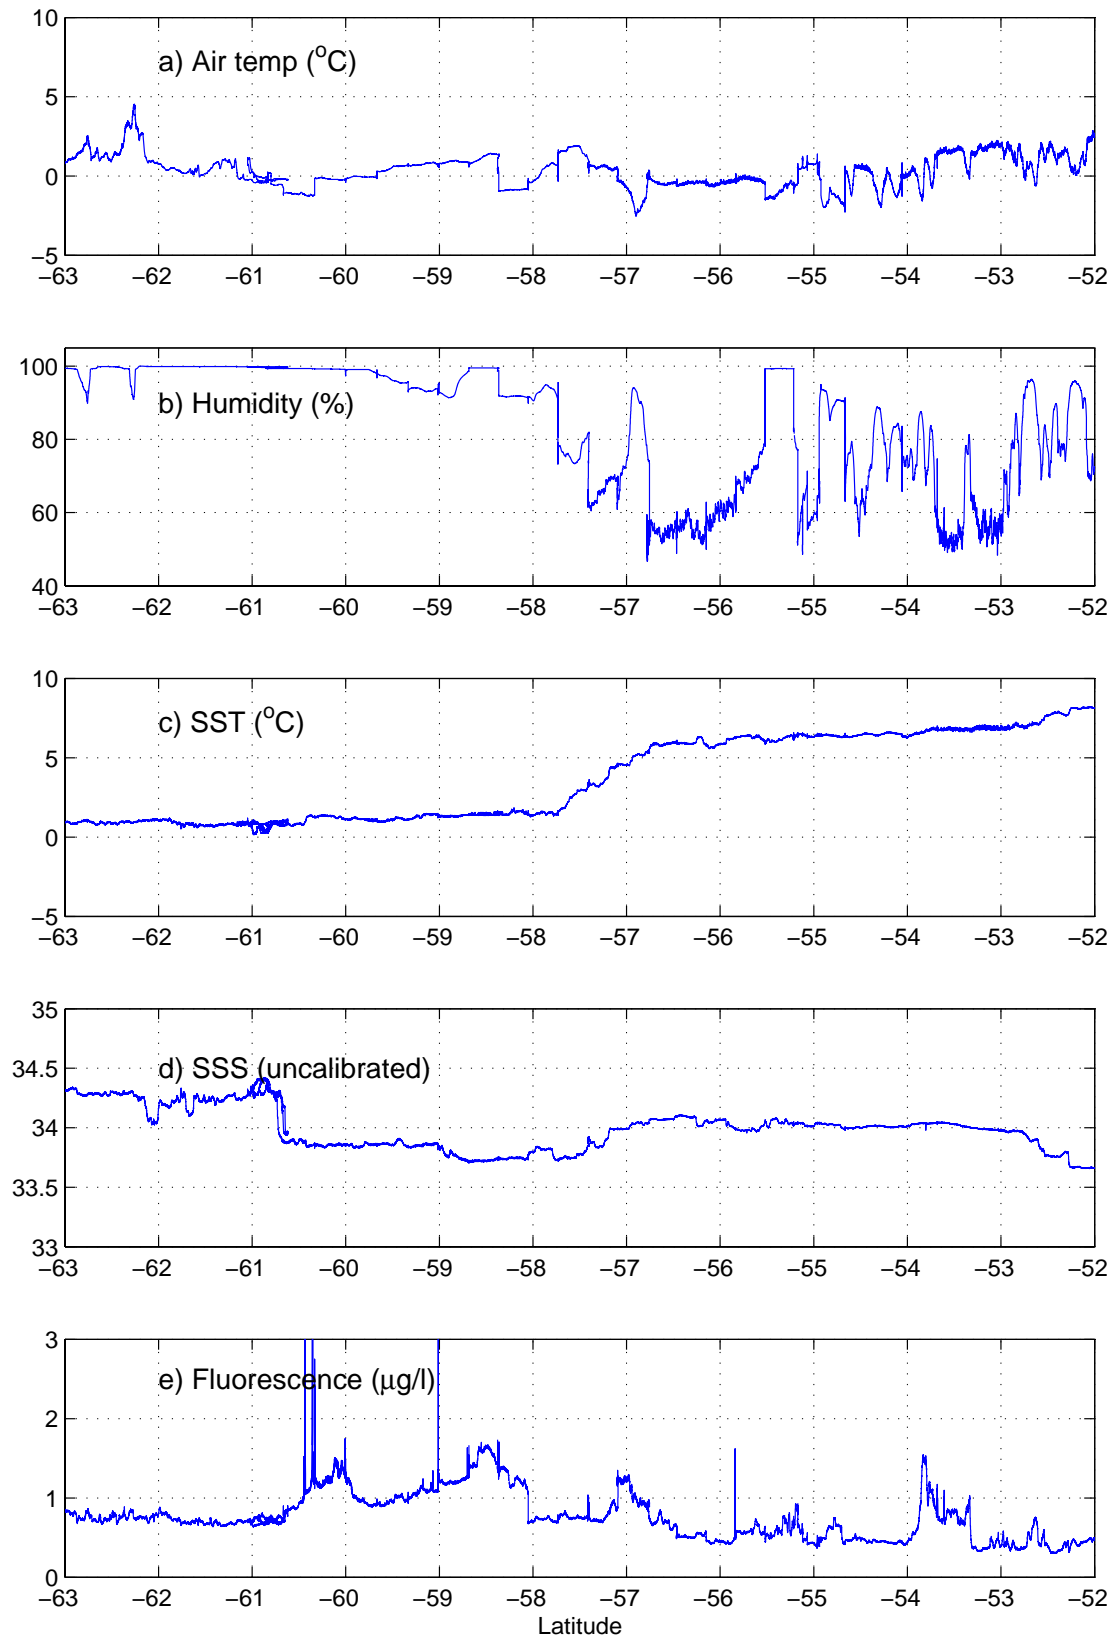 10
a) Air temp (°C)
5
0
−5
−63 −62 −61 −60 −59 −58 −57 −56 −55 −54 −53 −52
100
b) Humidity (%)
80
60
40
−63 −62 −61 −60 −59 −58 −57 −56 −55 −54 −53 −52
10
c) SST (°C)
5
0
−5
−63 −62 −61 −60 −59 −58 −57 −56 −55 −54 −53 −52
35
34.5 d) SSS (uncalibrated)
34
33.5
33
−63 −62 −61 −60 −59 −58 −57 −56 −55 −54 −53 −52
3
e) Fluorescence (μg/l)
2
1
0
−63 −62 −61 −60 −59 −58 −57 −56 −55 −54 −53 −52
Latitude